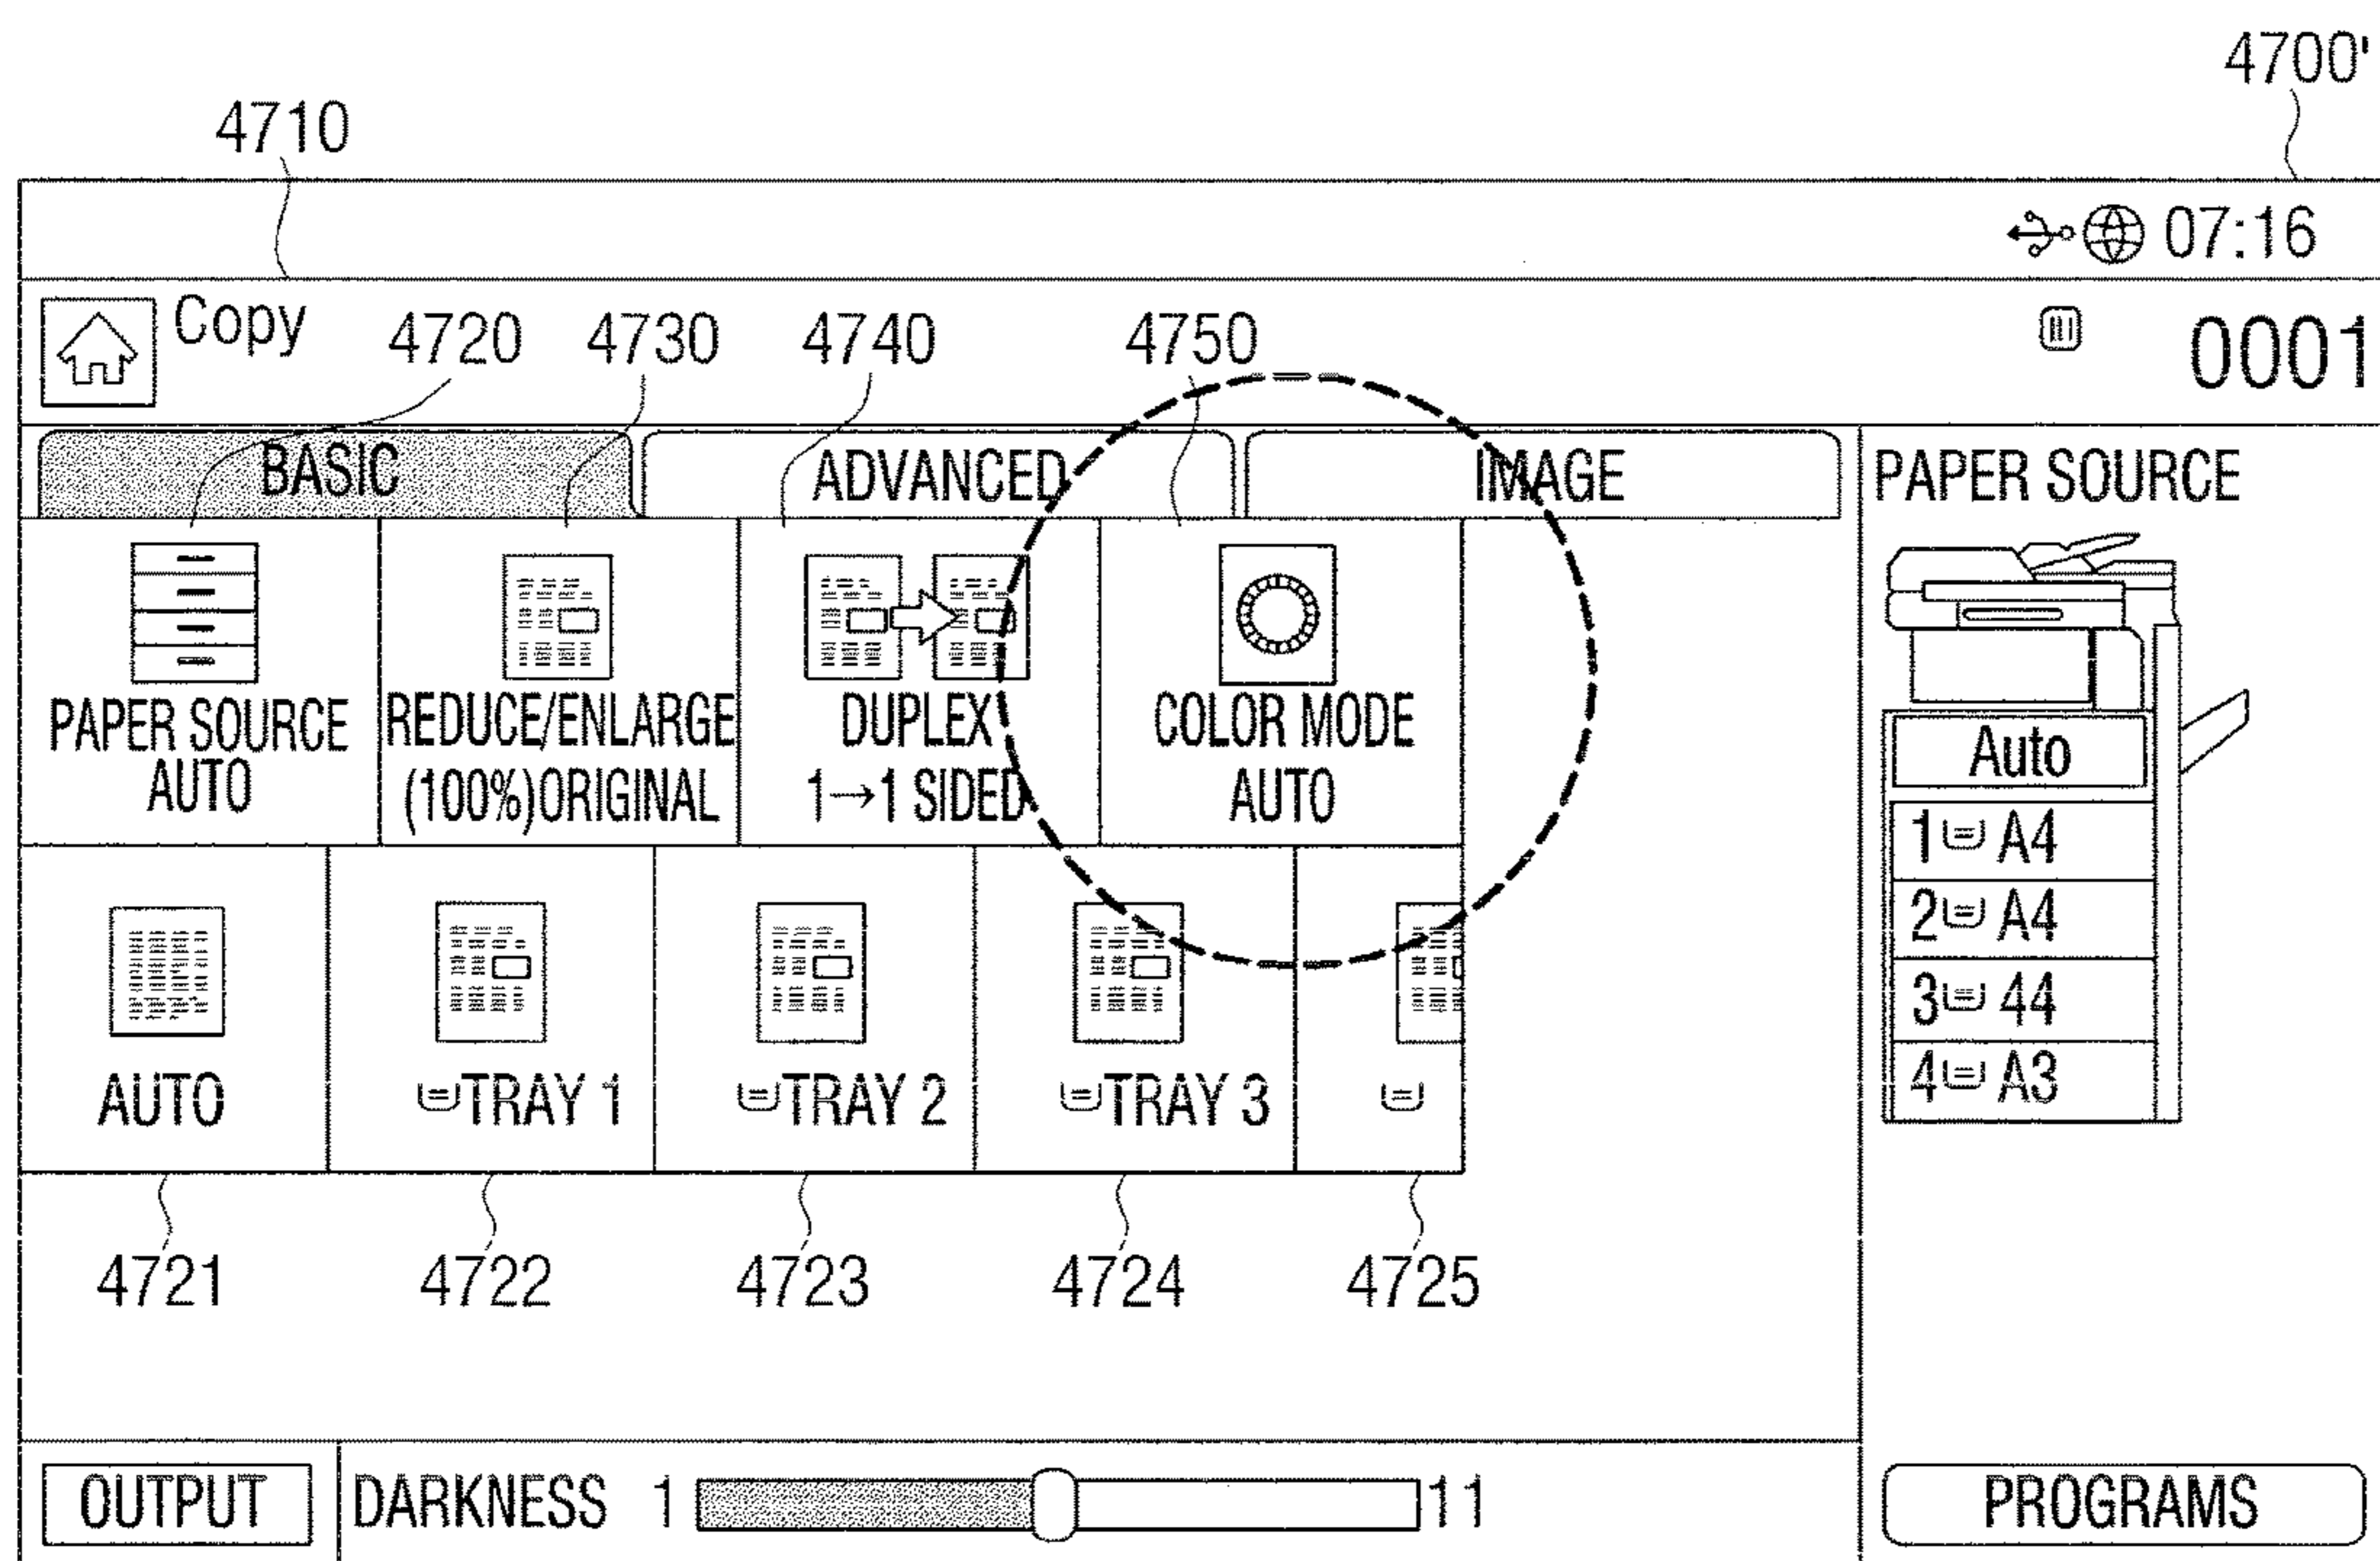 4700'
4710
07:16
Copy
4720 4730 4740 4750
0001
BASIC ADVANCED IMAGE
PAPER SOURCE
PAPER SOURCE
AUTO
REDUCE/ENLARGE
(100%)ORIGINAL
DUPLEX
1→1 SIDED
COLOR MODE
AUTO
Auto
1 A4
2 A4
3 44
4 A3
AUTO TRAY 1 TRAY 2 TRAY 3
4721 4722 4723 4724 4725
OUTPUT DARKNESS 1 11
PROGRAMS